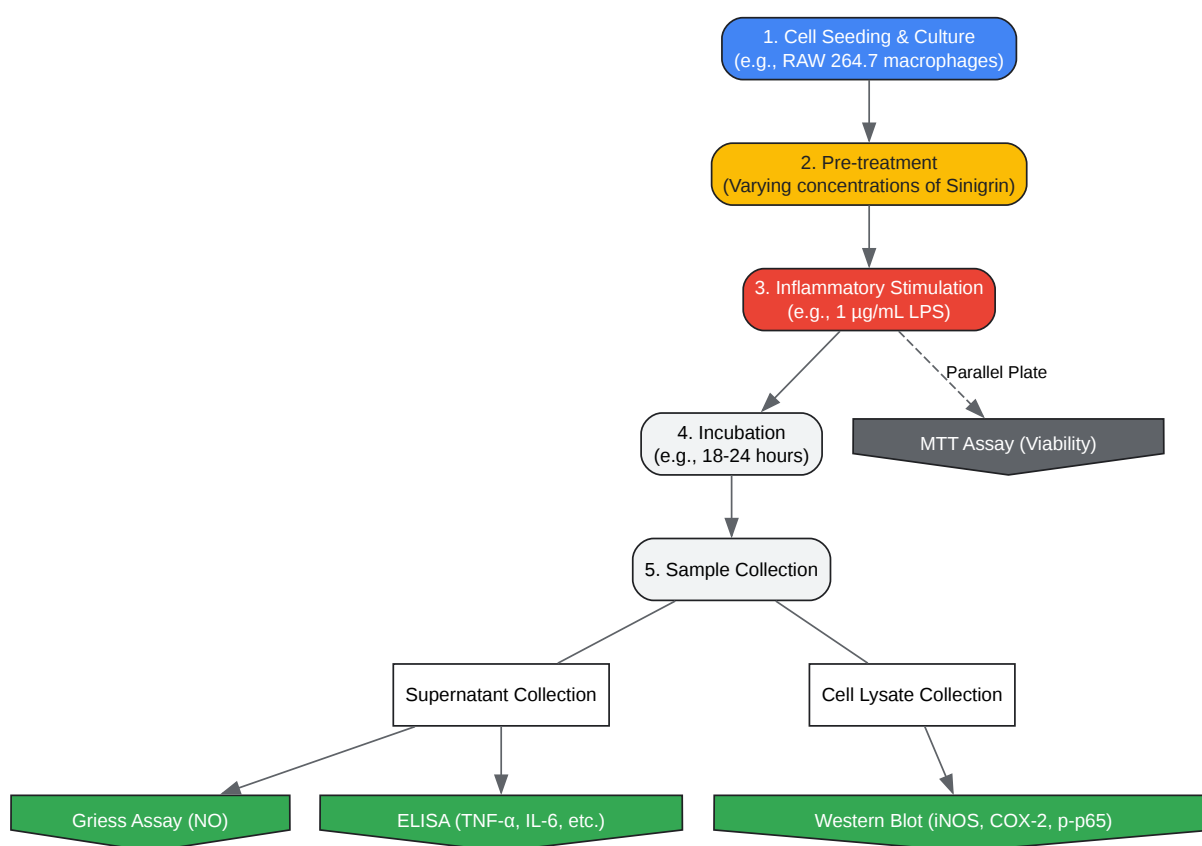 1. Cell Seeding & Culture
(e.g., RAW 264.7 macrophages)
2. Pre-treatment
(Varying concentrations of Sinigrin)
3. Inflammatory Stimulation
(e.g., 1 µg/mL LPS)
Parallel Plate
4. Incubation
(e.g., 18-24 hours)
MTT Assay (Viability)
5. Sample Collection
Supernatant Collection
Cell Lysate Collection
Griess Assay (NO)
ELISA (TNF-α, IL-6, etc.)
Western Blot (iNOS, COX-2, p-p65)